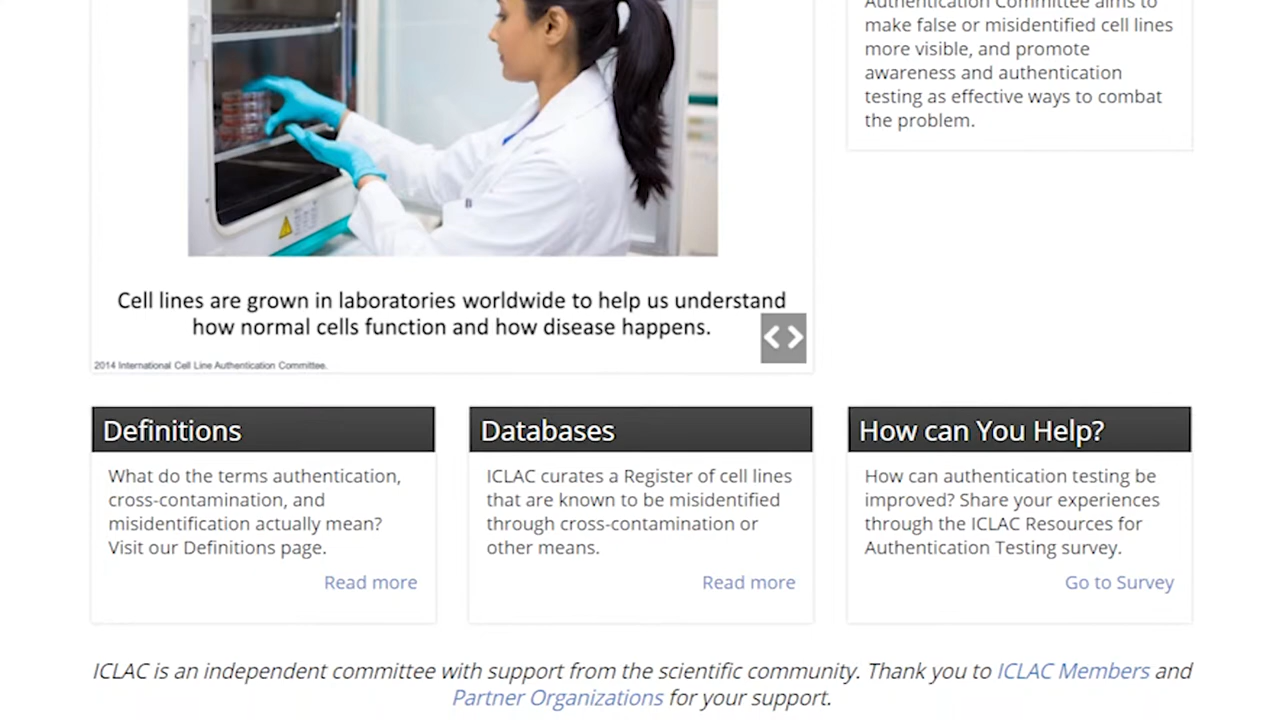 Authentication Committee aims to
make false or misidentified cell lines
more visible, and promote
awareness and authentication
testing as effective ways to combat
the problem.
Cell lines are grown in laboratories worldwide to help us understand
how normal cells function and how disease happens.
2014 International Cell Line Authentication Committee.
Definitions
What do the terms authentication,
cross-contamination, and
misidentification actually mean?
Visit our Definitions page.
Read more
Databases
ICLAC curates a Register of cell lines
that are known to be misidentified
through cross-contamination or
other means.
Read more
How can You Help?
How can authentication testing be
improved? Share your experiences
through the ICLAC Resources for
Authentication Testing survey.
Go to Survey
ICLAC is an independent committee with support from the scientific community. Thank you to ICLAC Members and
Partner Organizations for your support.